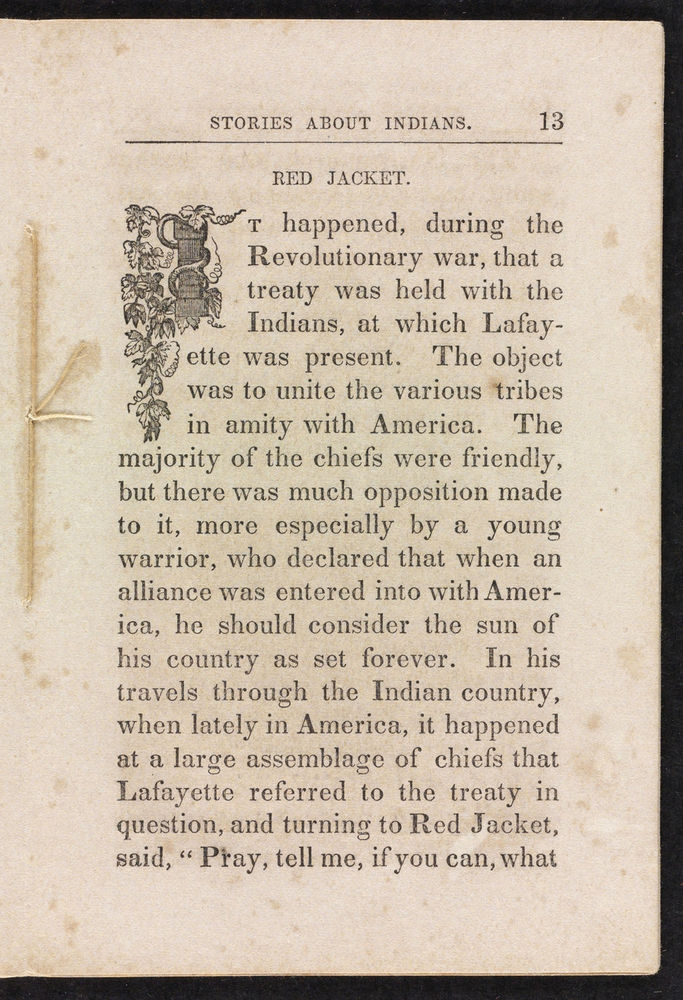 STORIES ABOUT INDIANS. 13
RED JACKET.
IT happened, during the
Revolutionary war, that a
treaty was held with the
Indians, at which Lafay-
ette was present. The object
was to unite the various tribes
in amity with America. The
majority of the chiefs were friendly,
but there was much opposition made
to it, more especially by a young
warrior, who declared that when an
alliance was entered into with Amer-
ica, he should consider the sun of
his country as set forever. In his
travels through the Indian country,
when lately in America, it happened
at a large assemblage of chiefs that
Lafayette referred to the treaty in
question, and turning to Red Jacket,
said, “ Pray, tell me, if you can, what